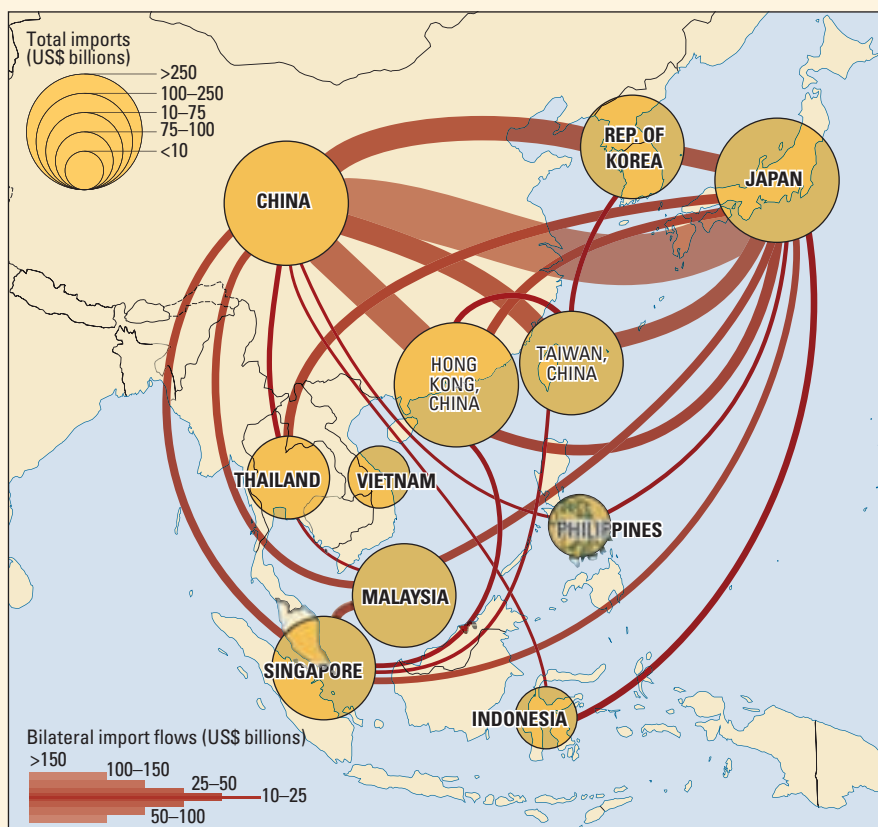 Total imports
(US$ billions)
>250
100–250
10–75
75–100
<10
REP. OF
KOREA
JAPAN
CHINA
HONG
KONG,
CHINA
TAIWAN,
CHINA
THAILAND
VIETNAM
PHILIPPINES
MALAYSIA
SINGAPORE
INDONESIA
Bilateral import flows (US$ billions)
>150
100–150
25–50
10–25
50–100